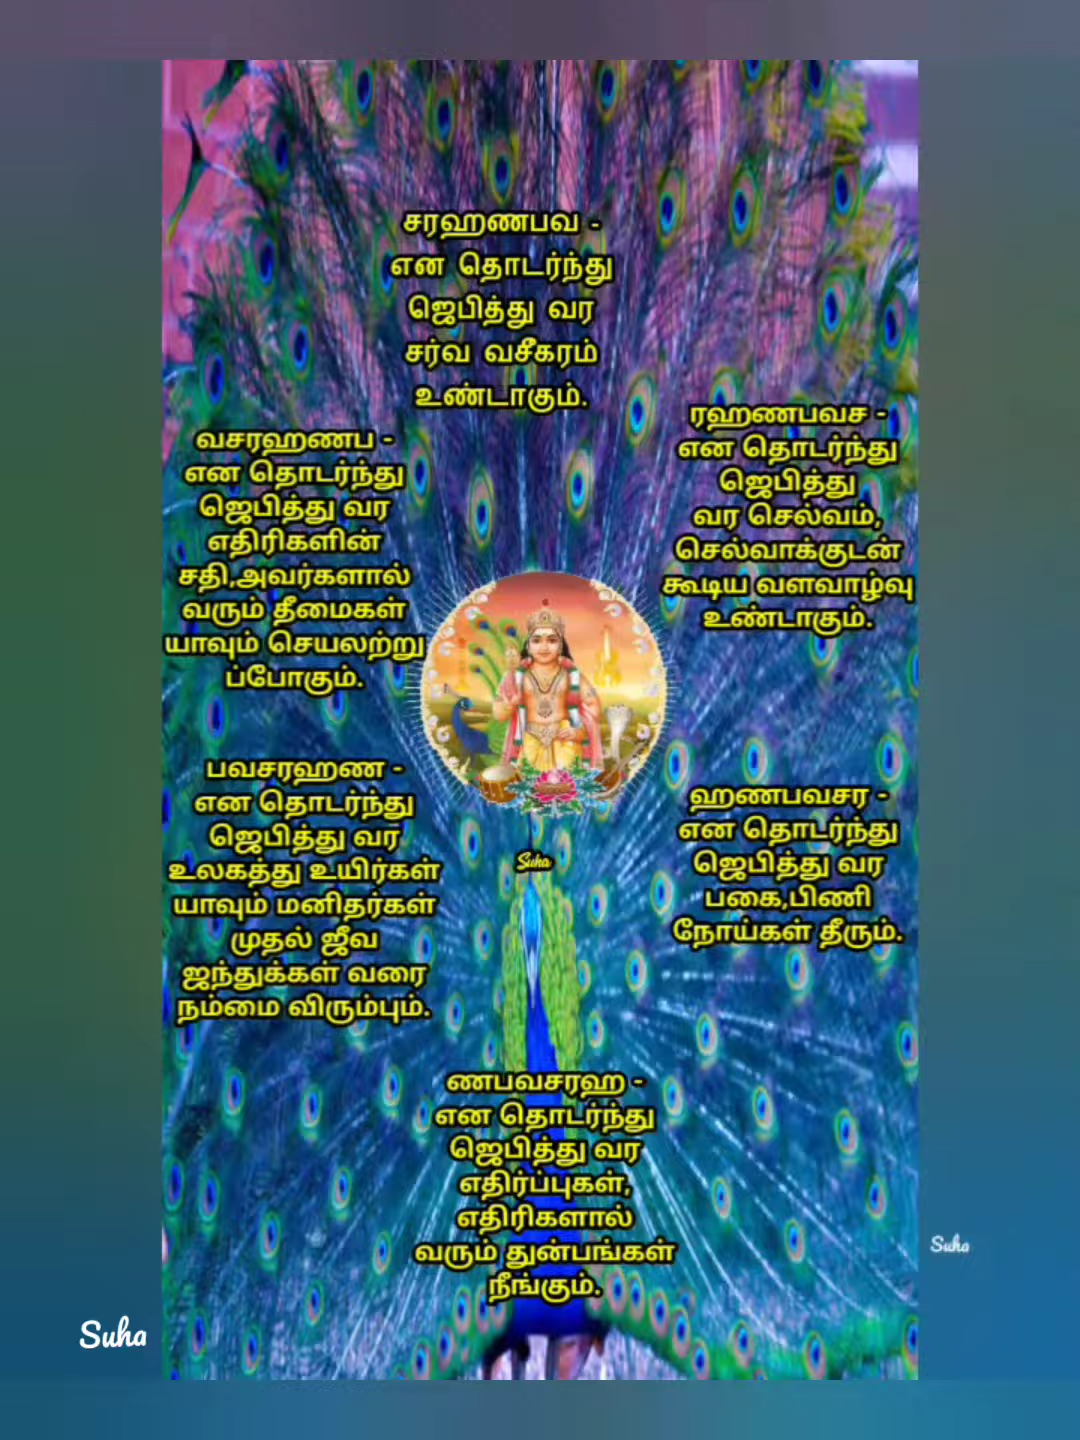 சரஹணபவ -
என தொடர்ந்து
ஜெபித்து வர
சர்வ வசீகரம்
உண்டாகும்.
ரஹணபவச -
என தொடர்ந்து
ஜெபித்து
வர செல்வம்,
செல்வாக்குடன்
கூடிய வளவாழ்வு
உண்டாகும்.
வசரஹணப -
என தொடர்ந்து
ஜெபித்து வர
எதிரிகளின்
சதி,அவர்களால்
வரும் தீமைகள்
யாவும் செயலற்று
ப்போகும்.
பவசரஹண -
என தொடர்ந்து
ஜெபித்து வர
உலகத்து உயிர்கள்
யாவும் மனிதர்கள்
முதல் ஜீவ
ஜந்துக்கள் வரை
நம்மை விரும்பும்.
ஹணபவசர -
என தொடர்ந்து
ஜெபித்து வர
பகை,பிணி
நோய்கள் தீரும்.
Suha
ணபவசரஹ -
என தொடர்ந்து
ஜெபித்து வர
எதிர்ப்புகள்,
எதிரிகளால்
வரும் துன்பங்கள்
நீங்கும்.
Suha
Suha